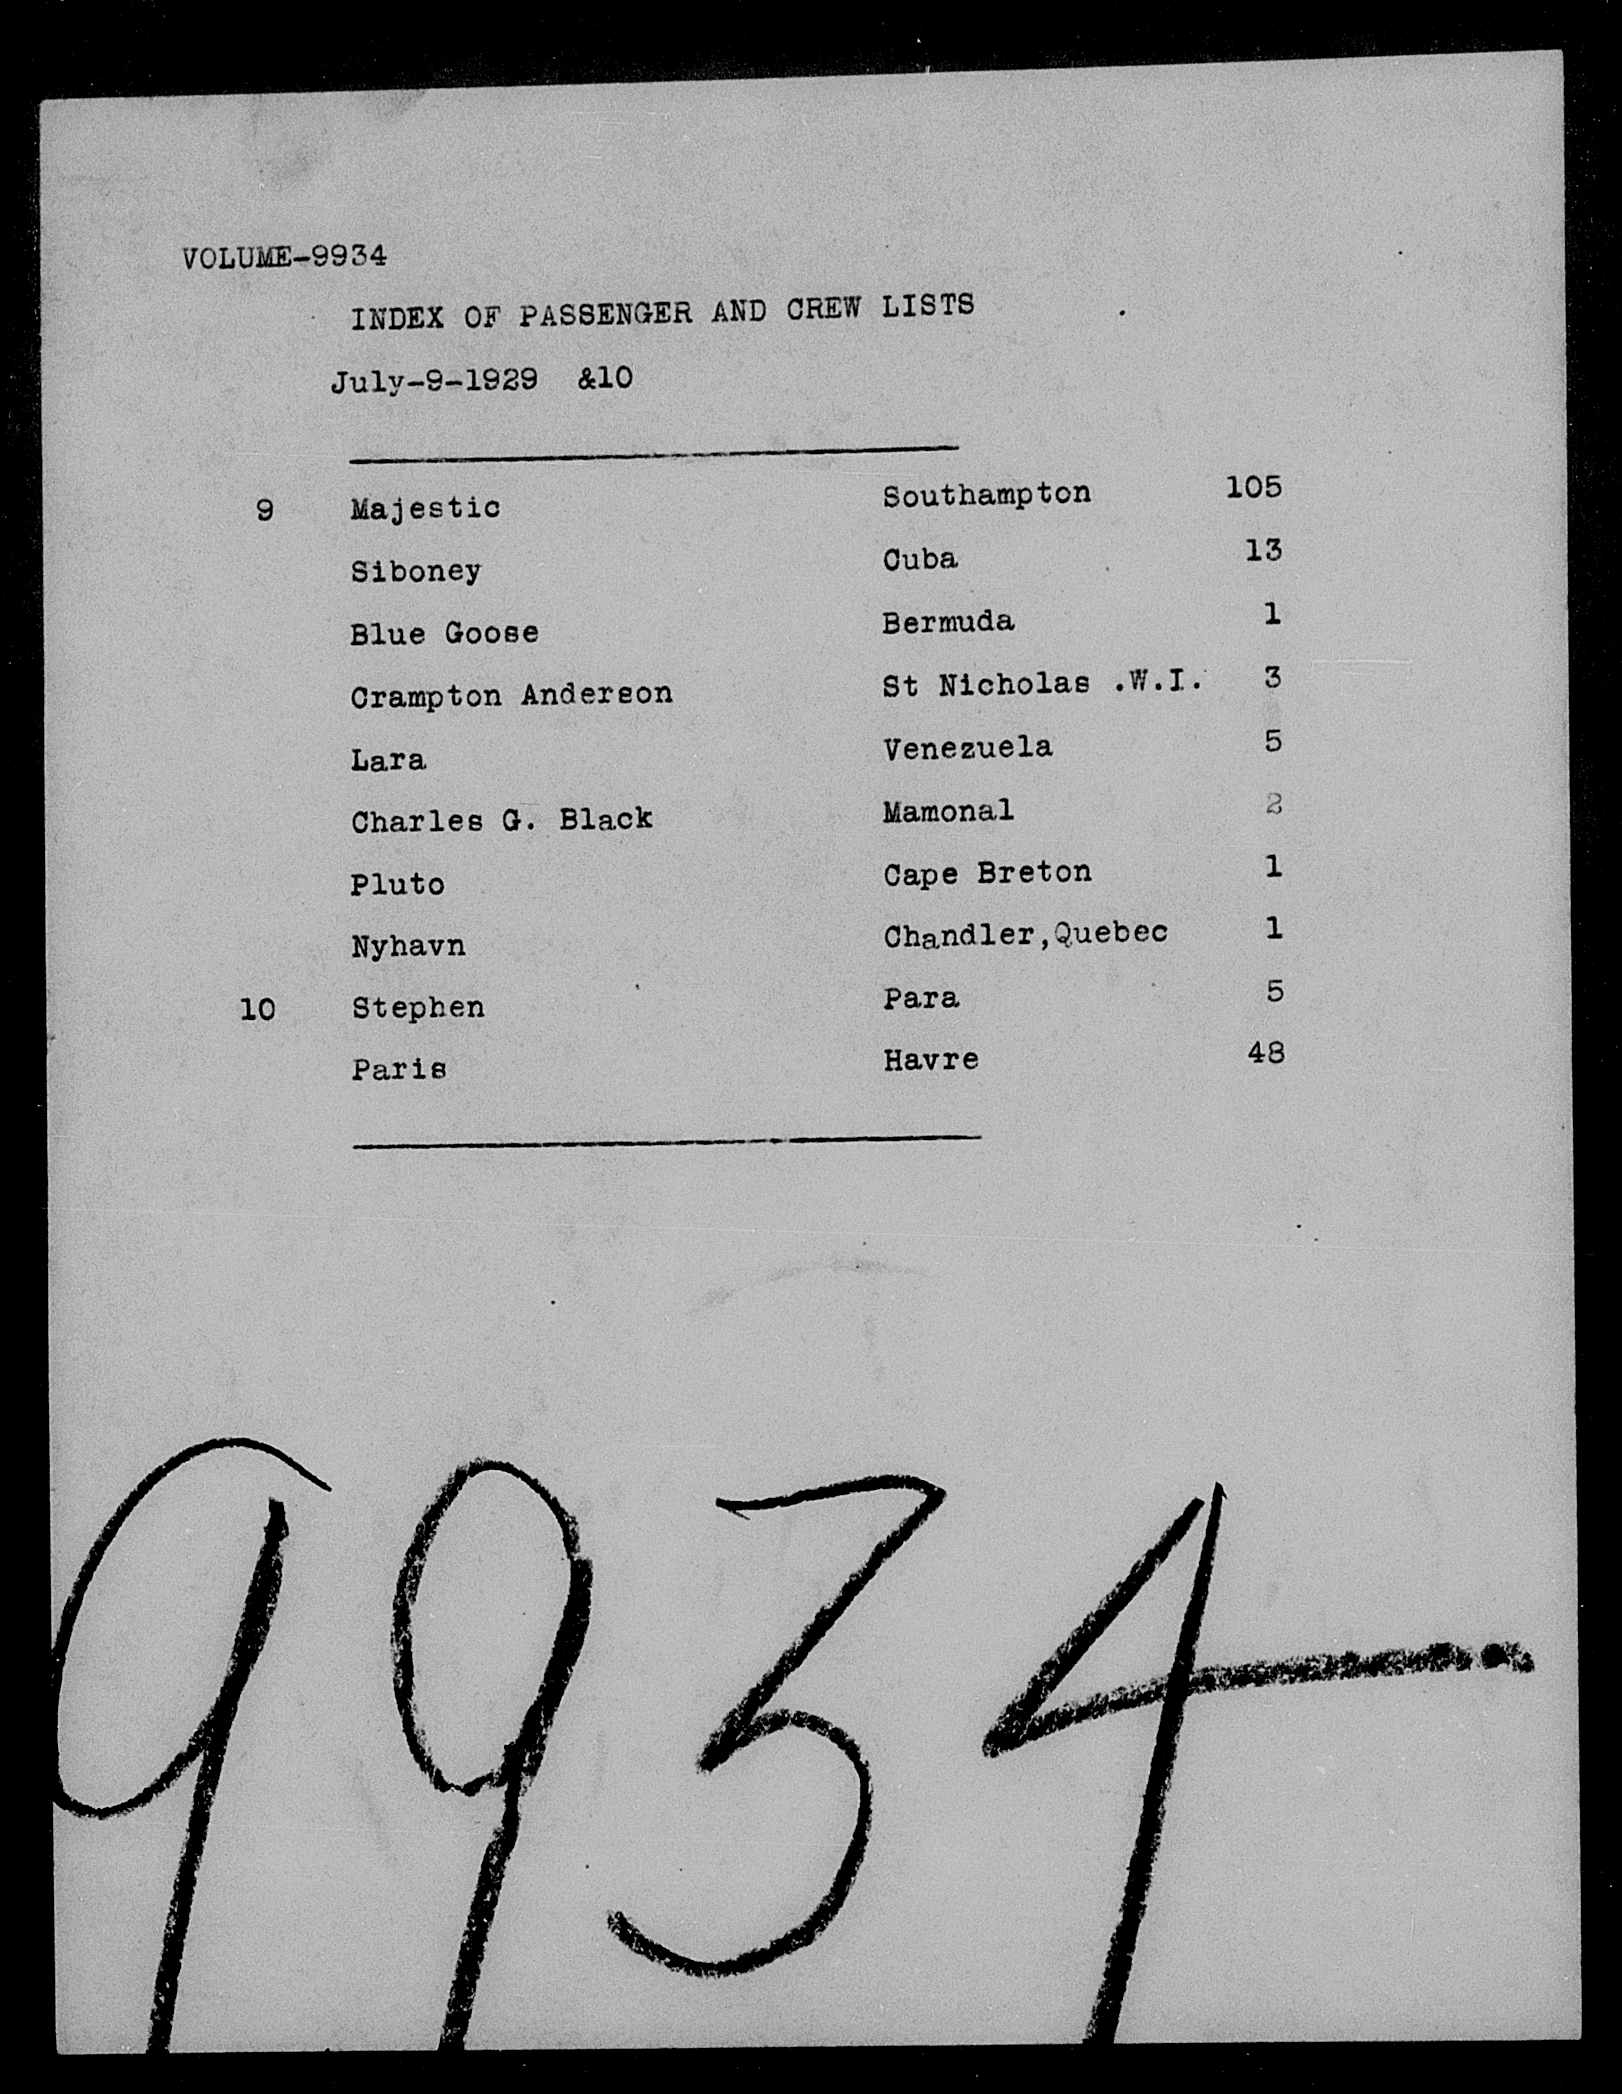 VOLUME-9934
INDEX OF PASSENGER AND CREW LISTS
July-9-1929 &10
9 Majestic Southampton 105
Siboney Cuba 13
Blue Goose Bermuda 1
Crampton Anderson St Nicholas .W.I. 3
Lara Venezuela 5
Charles G. Black Mamonal 2
Pluto Cape Breton 1
Nyhavn Chandler,Quebec 1
10 Stephen Para 5
Paris Havre 48
9934